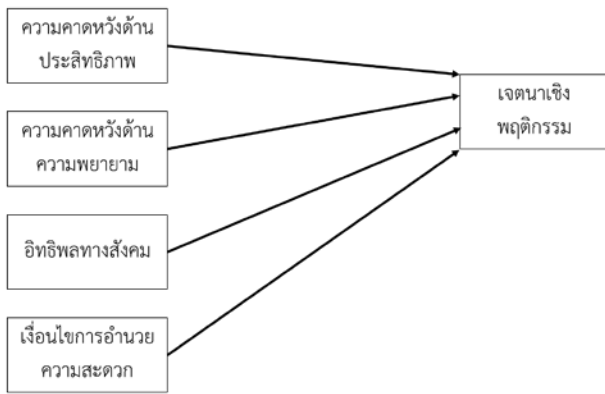 ความคาดหวังด้าน
ประสิทธิภาพ
ความคาดหวังด้าน
ความพยายาม
อิทธิพลทางสังคม
เงื่อนไขการอำนวย
ความสะดวก
เจตนาเชิง
พฤติกรรม